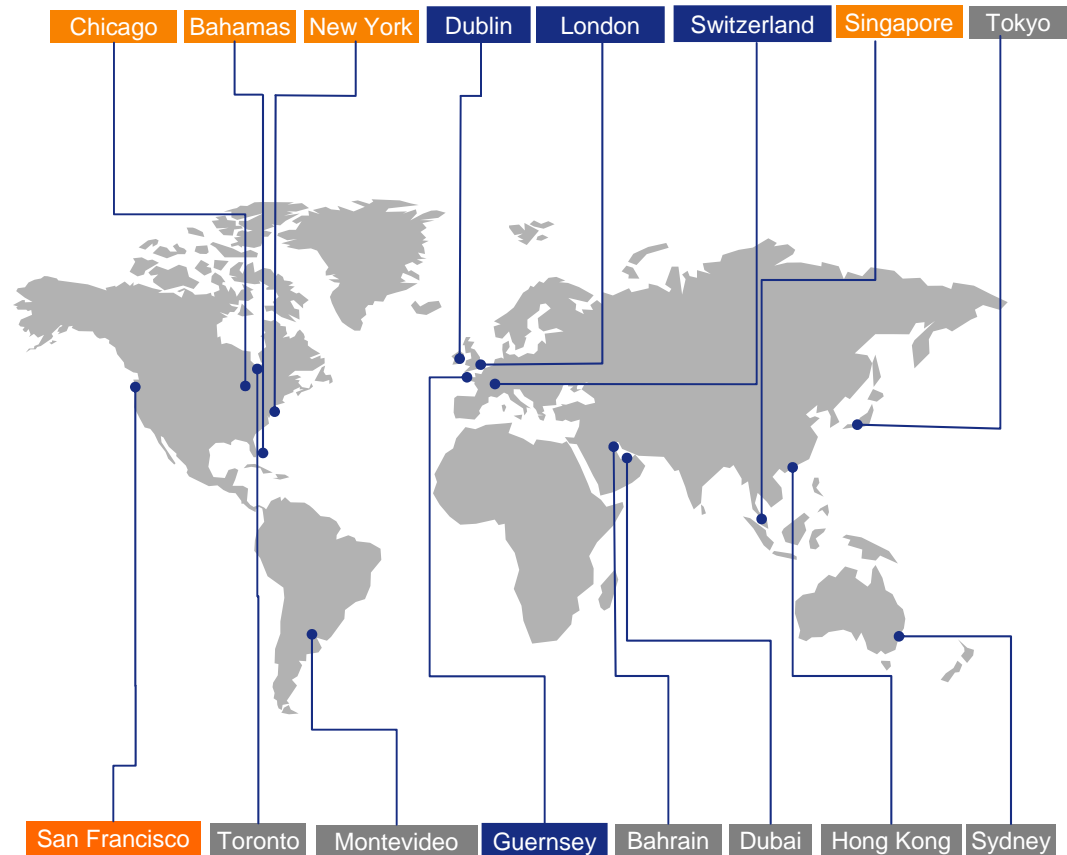 Chicago
Bahamas
New York
Dublin
London
Switzerland
Singapore
Tokyo
San Francisco
Toronto
Montevideo
Guernsey
Bahrain
Dubai
Hong Kong
Sydney